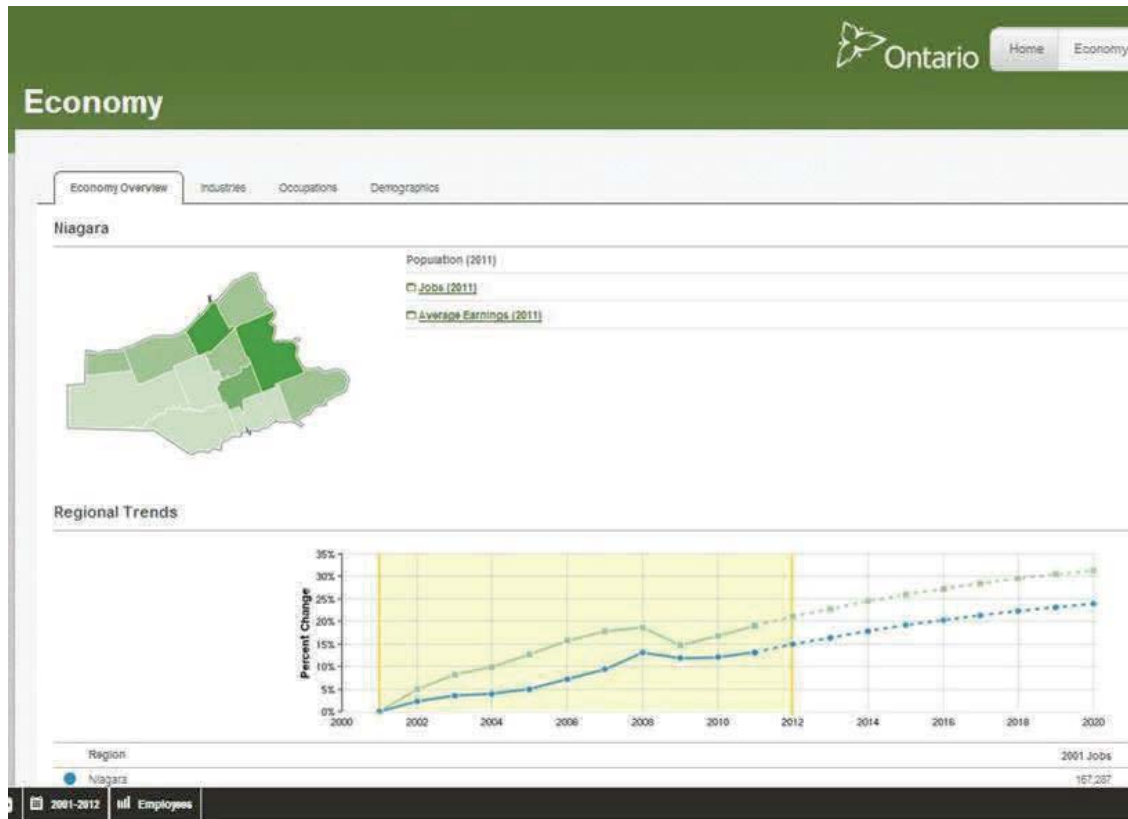 Ontario
Home
Economy
Economy
Economy Overview
Industries
Occupations
Demographics
Niagara
Population (2011)
Jobs (2011)
Average Earnings (2011)
Regional Trends
Percent Change
35%
30%
25%
20%
15%
10%
5%
0%
2000 2002 2004 2006 2008 2010 2012 2014 2016 2018 2020
Region 2001 Jobs
Niagara 167,287
2001-2012 Employees